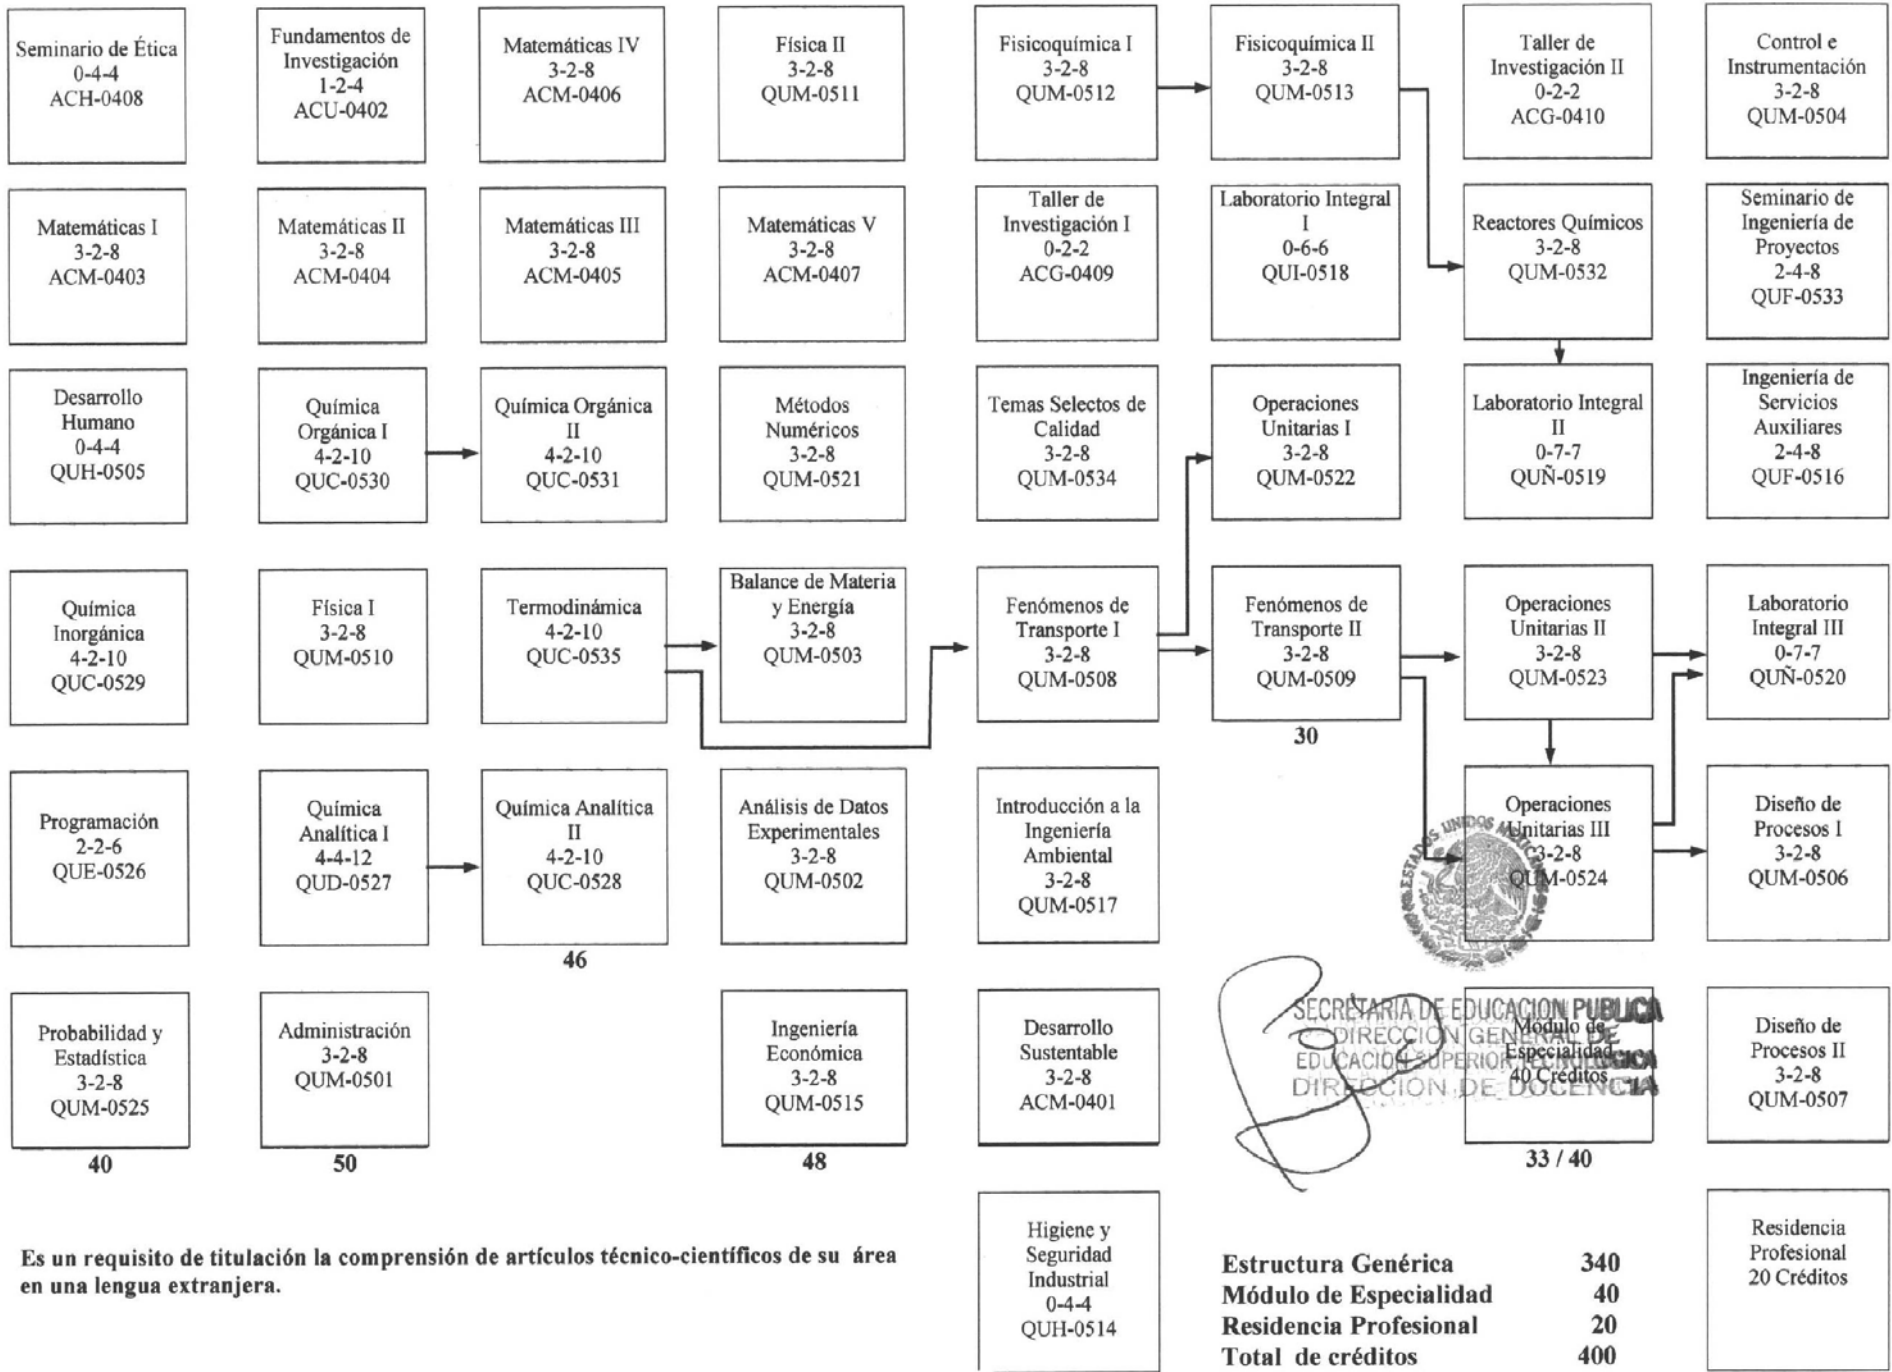 Seminario de Ética
0-4-4
ACH-0408
Fundamentos de
Investigación
1-2-4
ACU-0402
Matemáticas IV
3-2-8
ACM-0406
Física II
3-2-8
QUM-0511
Fisicoquímica I
3-2-8
QUM-0512
Fisicoquímica II
3-2-8
QUM-0513
Taller de
Investigación II
0-2-2
ACG-0410
Control e
Instrumentación
3-2-8
QUM-0504
Matemáticas I
3-2-8
ACM-0403
Matemáticas II
3-2-8
ACM-0404
Matemáticas III
3-2-8
ACM-0405
Matemáticas V
3-2-8
ACM-0407
Taller de
Investigación I
0-2-2
ACG-0409
Laboratorio Integral
I
0-6-6
QUI-0518
Reactores Químicos
3-2-8
QUM-0532
Seminario de
Ingeniería de
Proyectos
2-4-8
QUF-0533
Desarrollo
Humano
0-4-4
QUH-0505
Química
Orgánica I
4-2-10
QUC-0530
Química Orgánica
II
4-2-10
QUC-0531
Métodos
Numéricos
3-2-8
QUM-0521
Temas Selectos de
Calidad
3-2-8
QUM-0534
Operaciones
Unitarias I
3-2-8
QUM-0522
Laboratorio Integral
II
0-7-7
QUÑ-0519
Ingeniería de
Servicios
Auxiliares
2-4-8
QUF-0516
Química
Inorgánica
4-2-10
QUC-0529
Física I
3-2-8
QUM-0510
Termodinámica
4-2-10
QUC-0535
Balance de Materia
y Energía
3-2-8
QUM-0503
Fenómenos de
Transporte I
3-2-8
QUM-0508
Fenómenos de
Transporte II
3-2-8
QUM-0509
30
Operaciones
Unitarias II
3-2-8
QUM-0523
Laboratorio
Integral III
0-7-7
QUÑ-0520
Programación
2-2-6
QUE-0526
Química
Analítica I
4-4-12
QUD-0527
Química Analítica
II
4-2-10
QUC-0528
46
Análisis de Datos
Experimentales
3-2-8
QUM-0502
Introducción a la
Ingeniería
Ambiental
3-2-8
QUM-0517
Operaciones
Unitarias III
3-2-8
QUM-0524
ESTADOS UNIDOS
Diseño de
Procesos I
3-2-8
QUM-0506
Probabilidad y
Estadística
3-2-8
QUM-0525
40
Administración
3-2-8
QUM-0501
50
Ingeniería
Económica
3-2-8
QUM-0515
48
Desarrollo
Sustentable
3-2-8
ACM-0401
SECRETARIA DE EDUCACION PUBLICA
DIRECCION GENERAL DE
EDUCACION SUPERIOR TECNOLOGICA
DIRECCION DE DOCENCIA
Módulo de
Especialidad
40 Créditos
33 / 40
Diseño de
Procesos II
3-2-8
QUM-0507
Higiene y
Seguridad
Industrial
0-4-4
QUH-0514
Residencia
Profesional
20 Créditos
Es un requisito de titulación la comprensión de artículos técnico-científicos de su área
en una lengua extranjera.
Estructura Genérica 340
Módulo de Especialidad 40
Residencia Profesional 20
Total de créditos 400